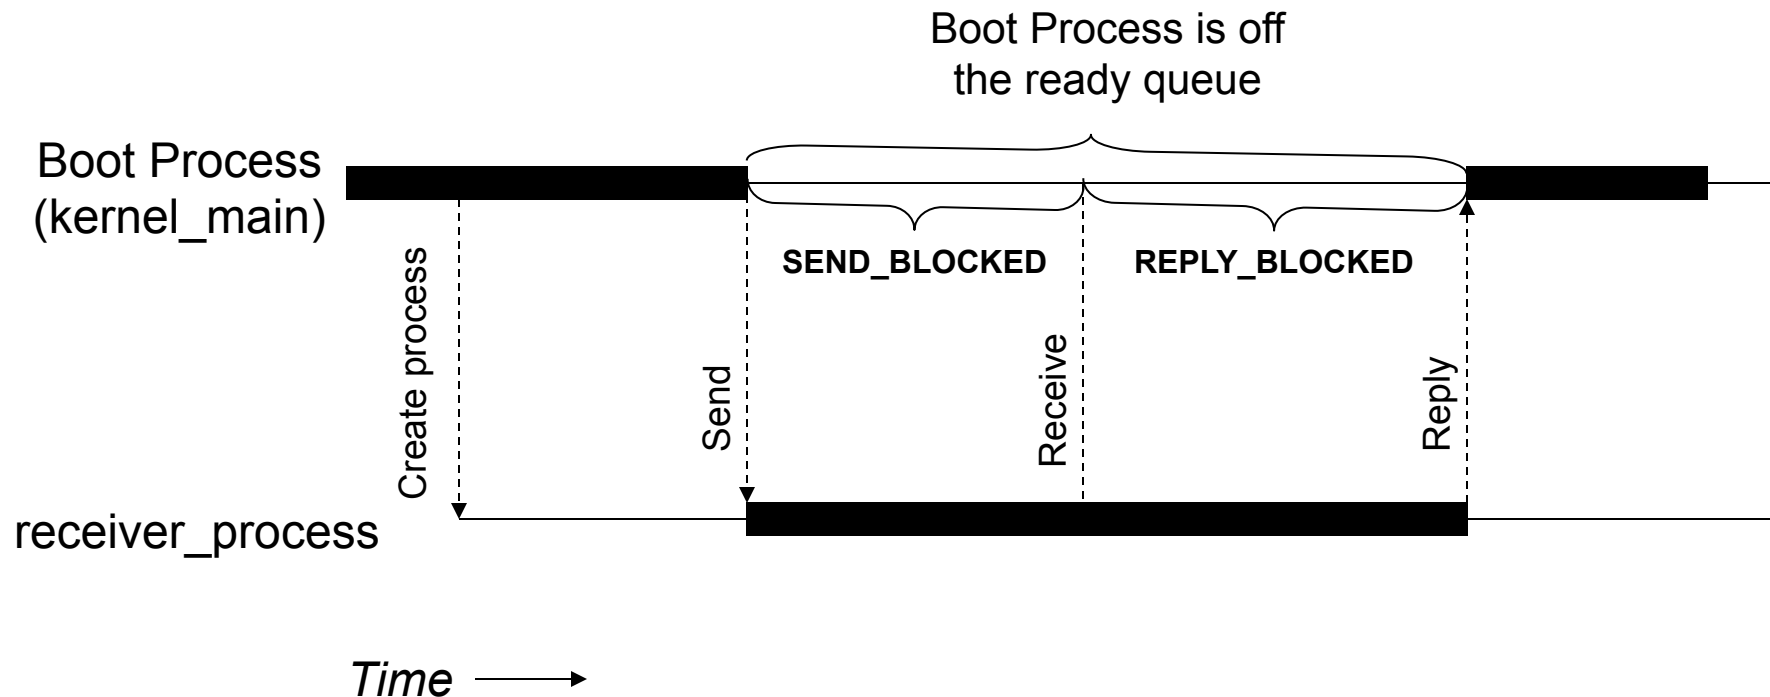 Boot Process is off
the ready queue
Boot Process
(kernel_main)
SEND_BLOCKED
REPLY_BLOCKED
Create process
Send
Receive
Reply
receiver_process
Time